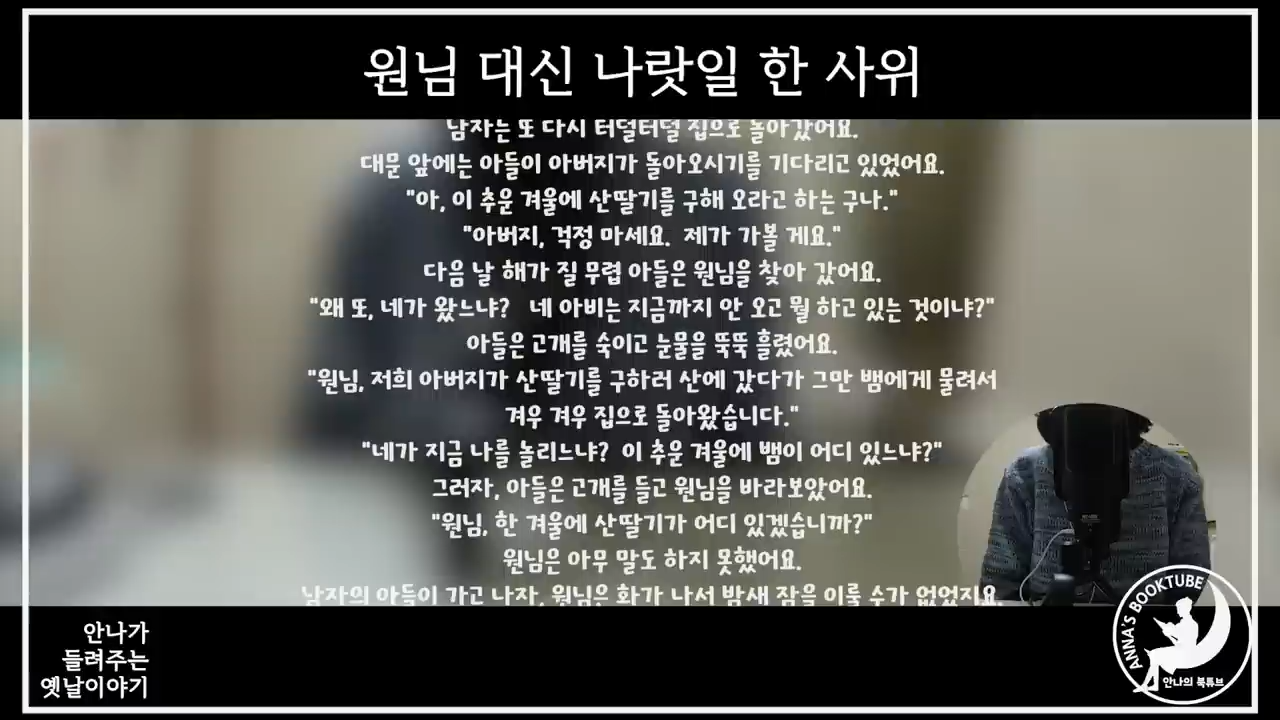 원님 대신 나랏일 한 사위
남자는 또 다시 터덜터덜 집으로 돌아갔어요.
대문 앞에는 아들이 아버지가 돌아오시기를 기다리고 있었어요.
"아, 이 추운 겨울에 산딸기를 구해 오라고 하는 구나."
"아버지, 걱정 마세요.  제가 가볼 게요."
다음 날 해가 질 무렵 아들은 원님을 찾아 갔어요.
"왜 또, 네가 왔느냐?   네 아비는 지금까지 안 오고 뭘 하고 있는 것이냐?"
아들은 고개를 숙이고 눈물을 뚝뚝 흘렸어요.
"원님, 저희 아버지가 산딸기를 구하러 산에 갔다가 그만 뱀에게 물려서
겨우 겨우 집으로 돌아왔습니다."
"네가 지금 나를 놀리느냐?  이 추운 겨울에 뱀이 어디 있느냐?"
그러자, 아들은 고개를 들고 원님을 바라보았어요.
"원님, 한 겨울에 산딸기가 어디 있겠습니까?"
원님은 아무 말도 하지 못했어요.
남자의 아들이 가고 나자, 원님은 화가 나서 밤새 잠을 이룰 수가 없었지요.
안나가
들려주는
옛날이야기
ANNA'S BOOKTUBE
안나의 북튜브